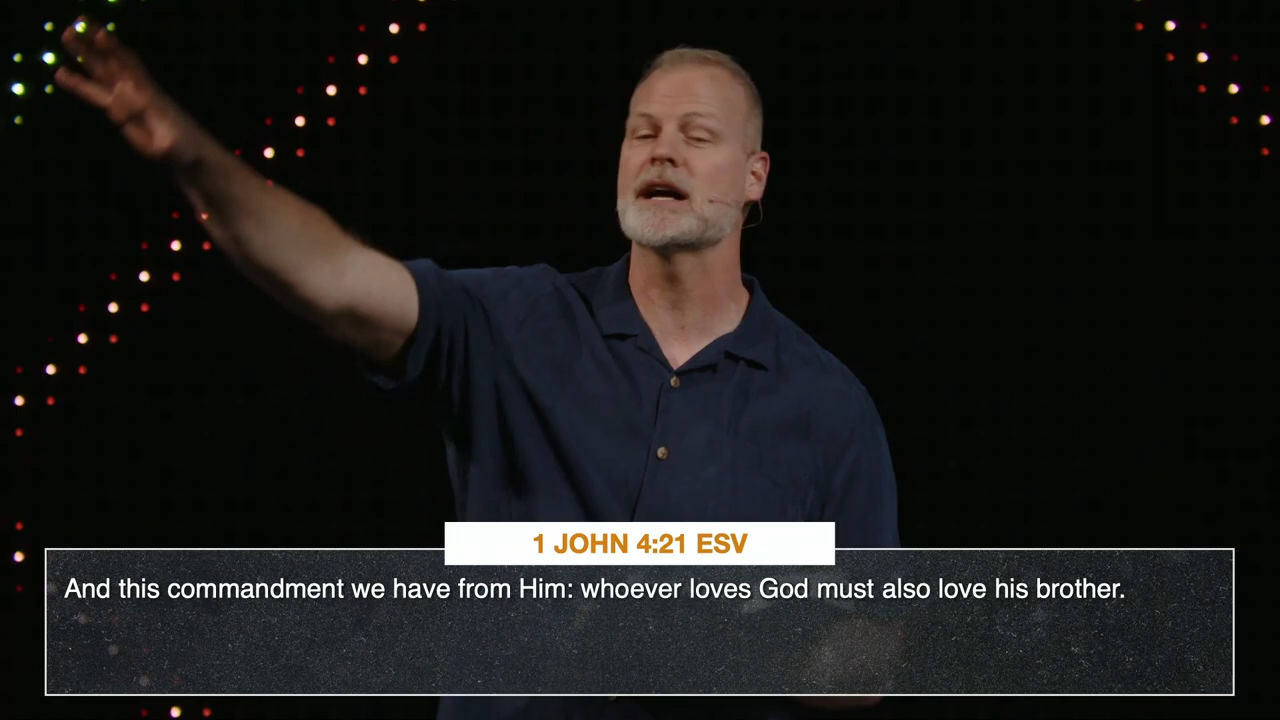 1 JOHN 4:21 ESV
And this commandment we have from Him: whoever loves God must also love his brother.